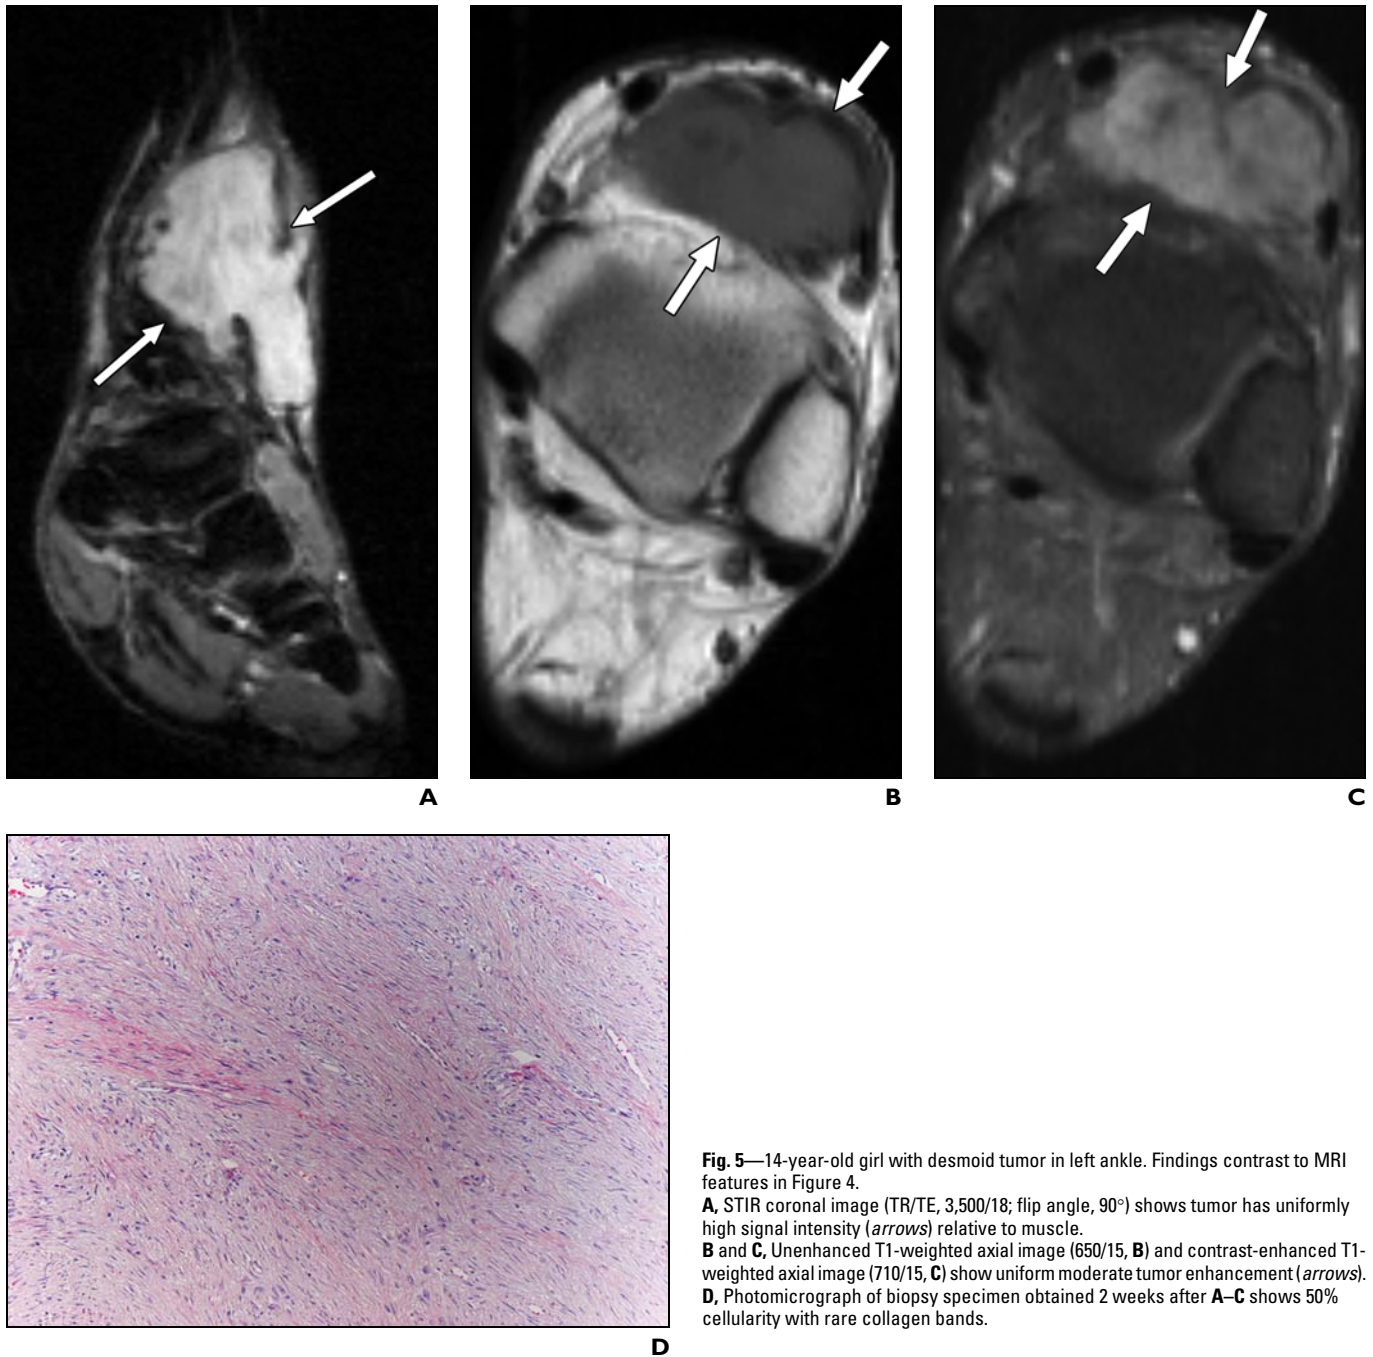 A
B
C
D
Fig. 5—14-year-old girl with desmoid tumor in left ankle. Findings contrast to MRI
features in Figure 4.
A, STIR coronal image (TR/TE, 3,500/18; flip angle, 90°) shows tumor has uniformly
high signal intensity (arrows) relative to muscle.
B and C, Unenhanced T1-weighted axial image (650/15, B) and contrast-enhanced T1-
weighted axial image (710/15, C) show uniform moderate tumor enhancement (arrows).
D, Photomicrograph of biopsy specimen obtained 2 weeks after A–C shows 50%
cellularity with rare collagen bands.